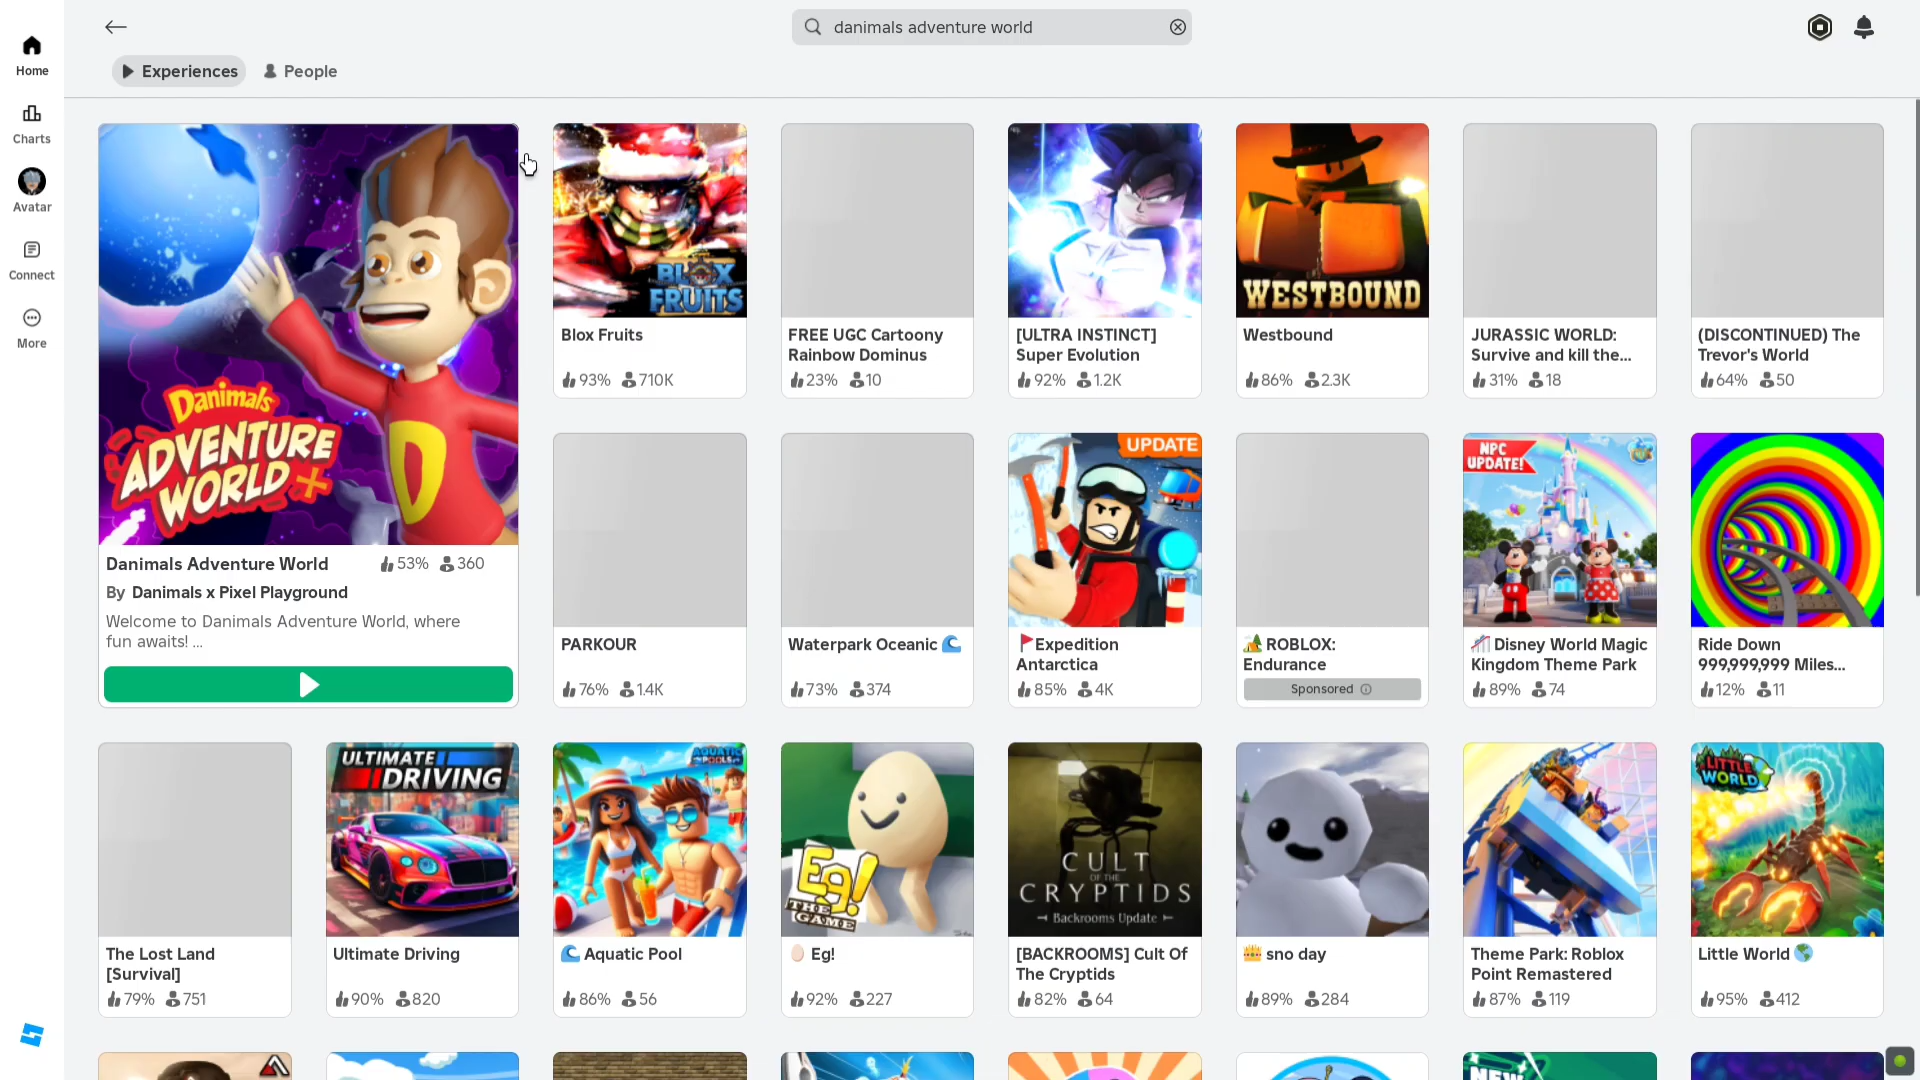 danimals adventure world
Home
Charts
Avatar
Connect
More
Experiences
People
Danimals
ADVENTURE
WORLD+
Danimals Adventure World
53% 360
By Danimals x Pixel Playground
Welcome to Danimals Adventure World, where
fun awaits! ...
BLOX
FRUITS
Blox Fruits
93% 710K
FREE UGC Cartoony
Rainbow Dominus
23% 10
[ULTRA INSTINCT]
Super Evolution
92% 1.2K
WESTBOUND
Westbound
86% 2.3K
JURASSIC WORLD:
Survive and kill the...
31% 18
(DISCONTINUED) The
Trevor's World
64% 50
PARKOUR
76% 1.4K
Waterpark Oceanic 🌊
73% 374
UPDATE
🚩Expedition
Antarctica
85% 4K
🏕️ ROBLOX:
Endurance
Sponsored
NPC
UPDATE!
🎢 Disney World Magic
Kingdom Theme Park
89% 74
Ride Down
999,999,999 Miles...
12% 11
The Lost Land
[Survival]
79% 751
ULTIMATE
DRIVING
Ultimate Driving
90% 820
AQUATIC
POOLS
🌊 Aquatic Pool
86% 56
Eg!
THE
GAME
🥚 Eg!
92% 227
CULT
OF THE
CRYPTIDS
Backrooms Update
[BACKROOMS] Cult Of
The Cryptids
82% 64
👑 sno day
89% 284
Theme Park: Roblox
Point Remastered
87% 119
LITTLE
WORLD
Little World 🌎
95% 412
NEW